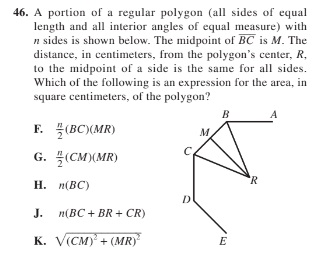 46. A portion of a regular polygon (all sides of equal
length and all interior angles of equal measure) with
n sides is shown below. The midpoint of BC is M. The
distance, in centimeters, from the polygon's center, R,
to the midpoint of a side is the same for all sides.
Which of the following is an expression for the area, in
square centimeters, of the polygon?
F. n/2 (BC)(MR)
G. n/2 (CM)(MR)
H. n(BC)
J. n(BC + BR + CR)
K. √(CM)² + (MR)²
B A
M
C
R
D
E